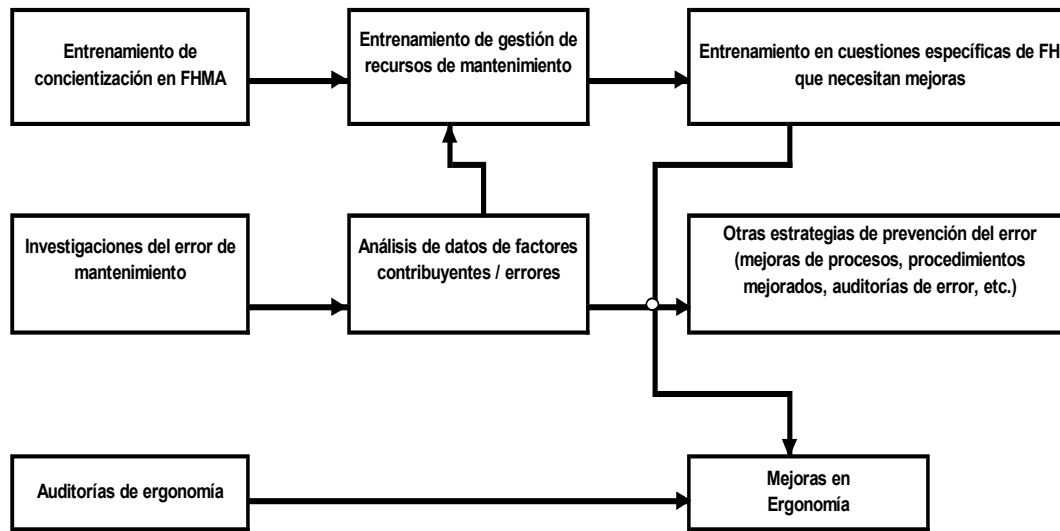 Entrenamiento de
concientización en FHMA
Entrenamiento de gestión de
recursos de mantenimiento
Entrenamiento en cuestiones específicas de FH
que necesitan mejoras
Investigaciones del error de
mantenimiento
Análisis de datos de factores
contribuyentes / errores
Otras estrategias de prevención del error
(mejoras de procesos, procedimientos
mejorados, auditorías de error, etc.)
Auditorías de ergonomía
Mejoras en
Ergonomía